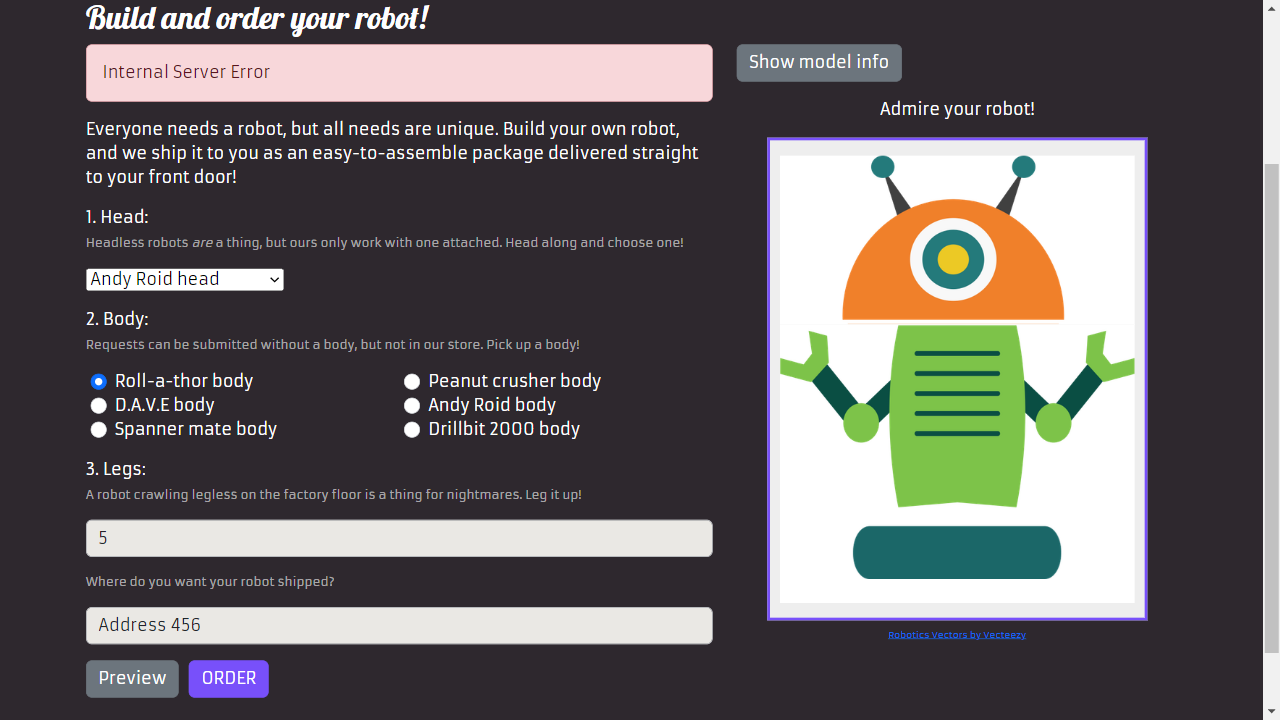 Build and order your robot!
Internal Server Error
Everyone needs a robot, but all needs are unique. Build your own robot,
and we ship it to you as an easy-to-assemble package delivered straight
to your front door!
1. Head:
Headless robots are a thing, but ours only work with one attached. Head along and choose one!
Andy Roid head
2. Body:
Requests can be submitted without a body, but not in our store. Pick up a body!
Roll-a-thor body
Peanut crusher body
D.A.V.E body
Andy Roid body
Spanner mate body
Drillbit 2000 body
3. Legs:
A robot crawling legless on the factory floor is a thing for nightmares. Leg it up!
5
Where do you want your robot shipped?
Address 456
Preview
ORDER
Show model info
Admire your robot!
Robotics Vectors by Vecteezy